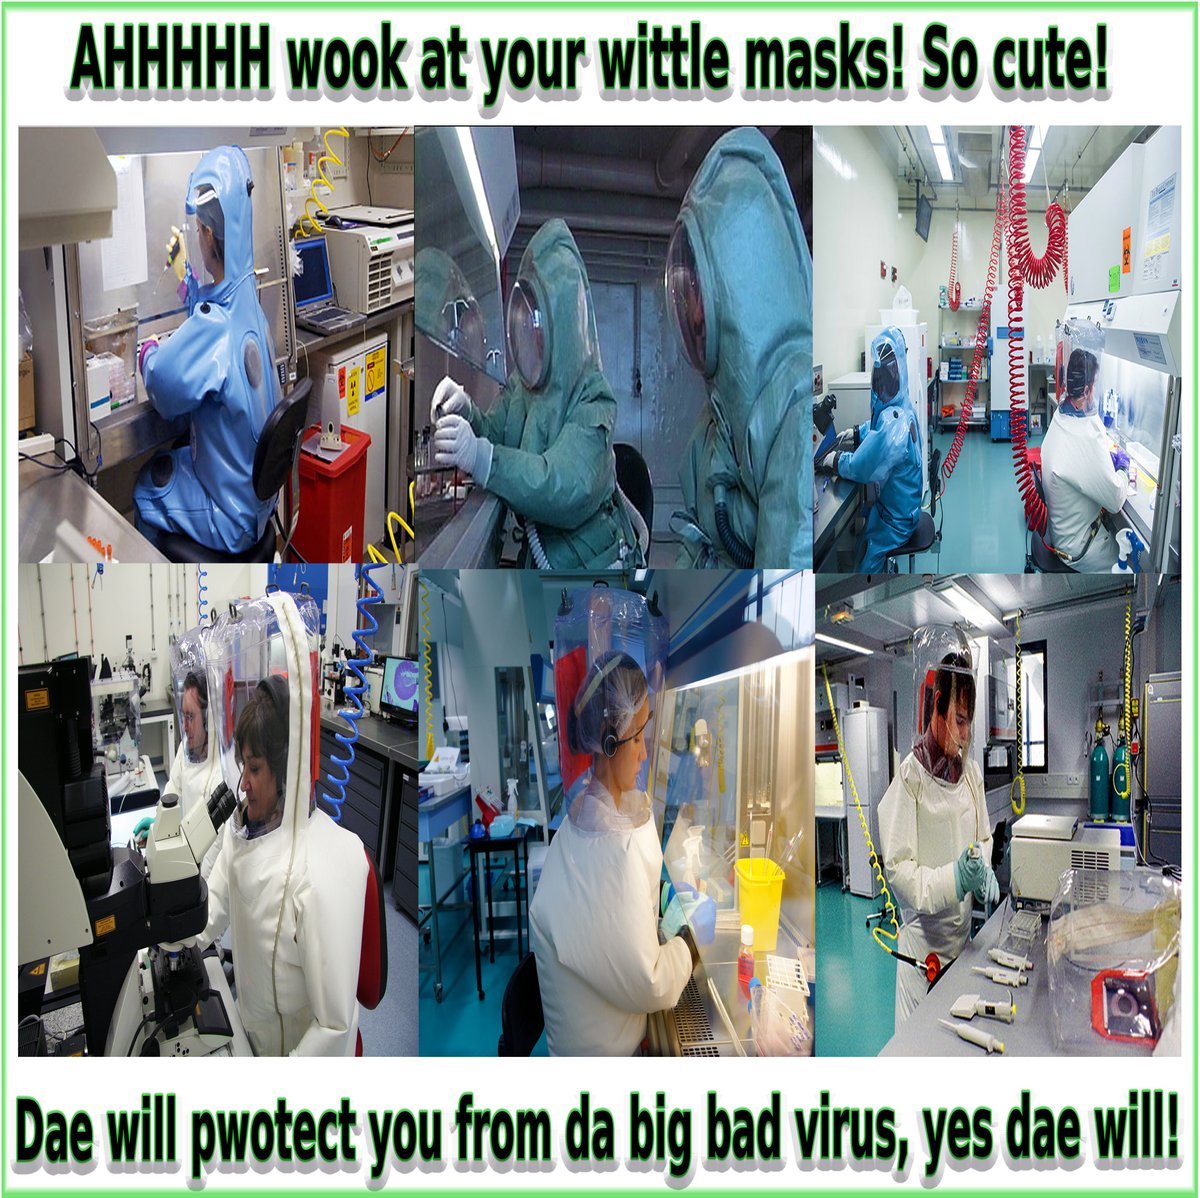 AHHHHH wook at your wittle masks! So cute!
Dae will pwotect you from da big bad virus, yes dae will!